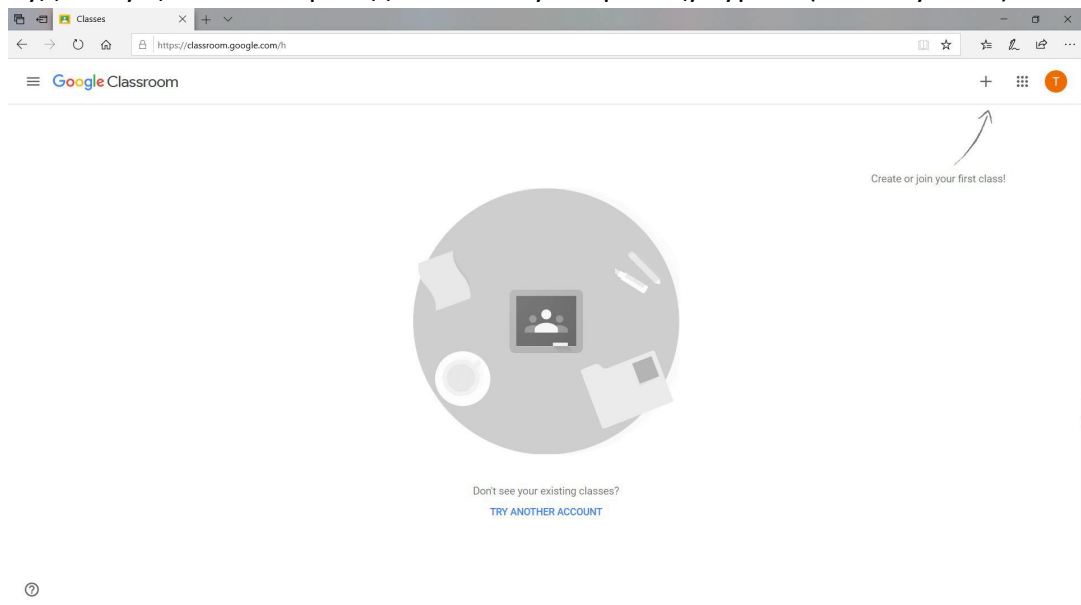 Classes
https://classroom.google.com/h
Google Classroom
T
Create or join your first class!
Don't see your existing classes?
TRY ANOTHER ACCOUNT